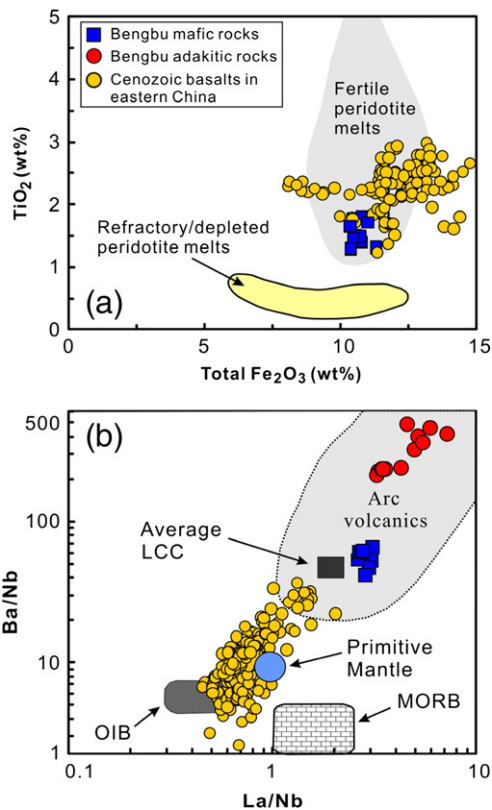 5
4
3
2
1
0
TiO2 (wt%)
Bengbu mafic rocks
Bengbu adakitic rocks
Cenozoic basalts in
eastern China
Fertile
peridotite
melts
Refractory/depleted
peridotite melts
(a)
0
5
10
15
Total Fe2O3 (wt%)
500
100
10
1
Ba/Nb
(b)
Arc
volcanics
Average
LCC
Primitive
Mantle
MORB
OIB
0.1
1
10
La/Nb